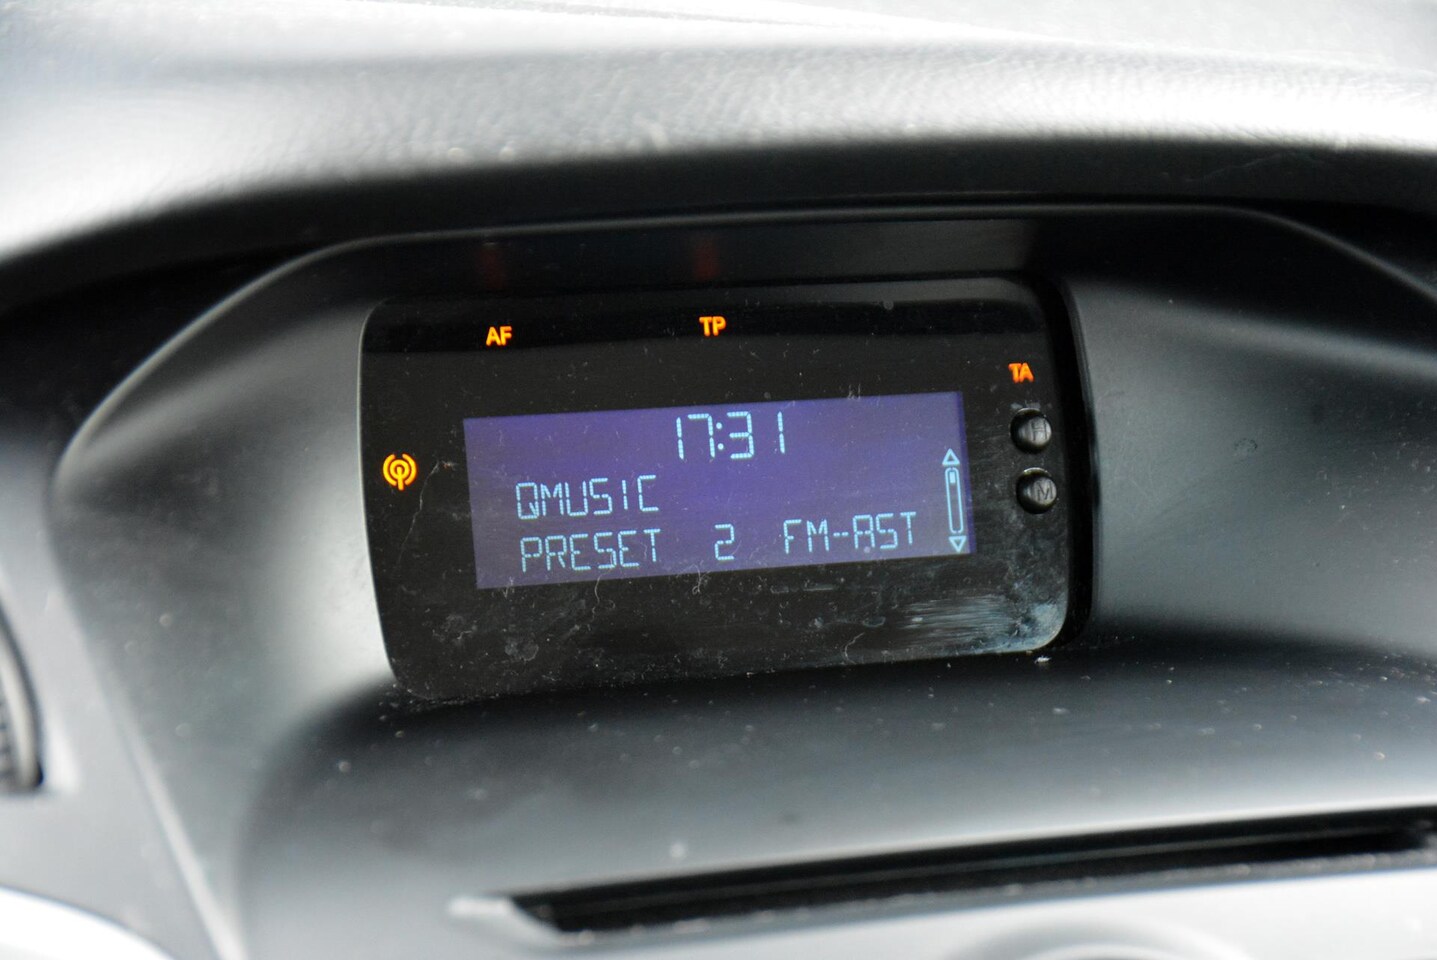 AF TP
TA
17:31
H
QMUSIC
M
PRESET 2 FM-AST